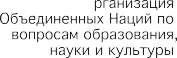 рганизация
Объединенных Наций по
вопросам образования,
науки и культуры